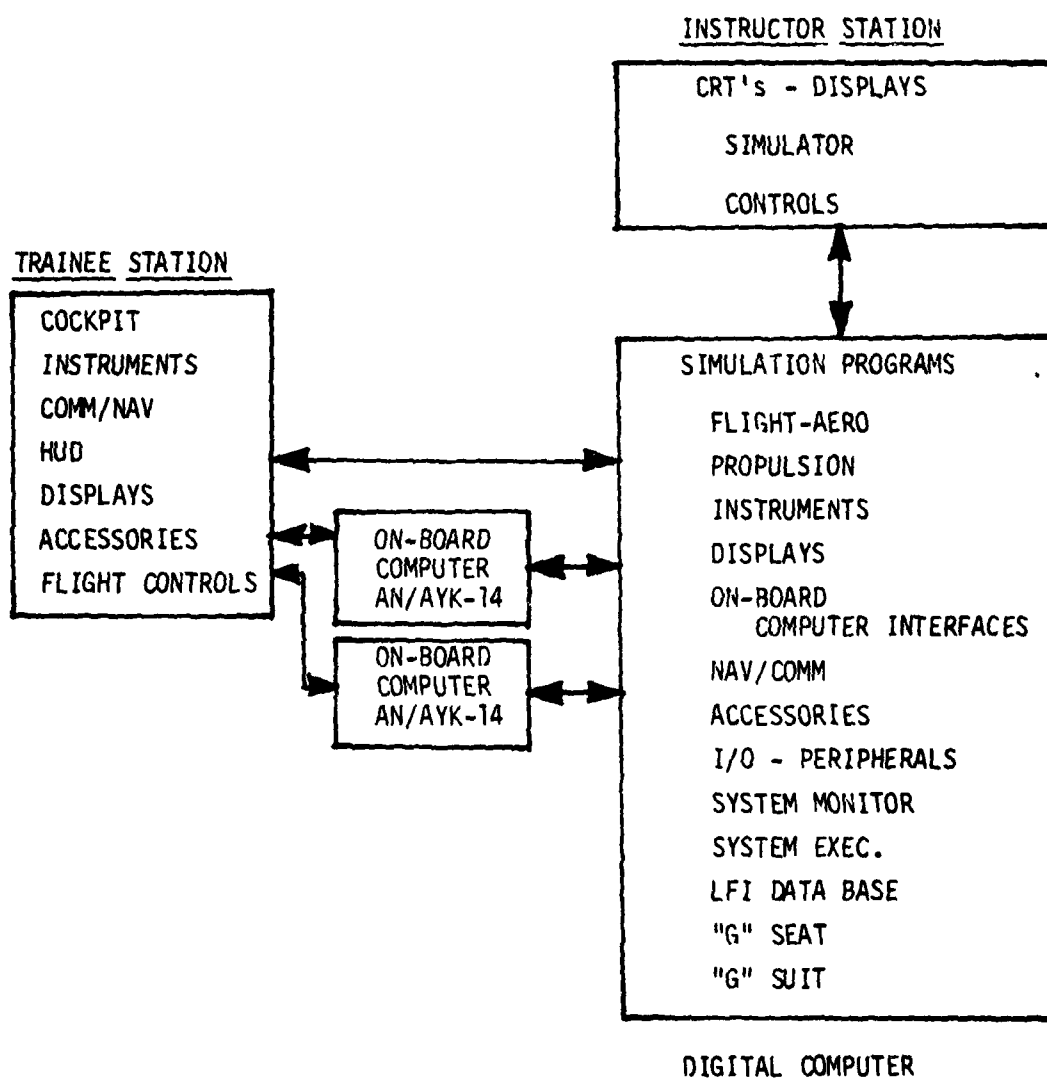 INSTRUCTOR STATION
CRT's - DISPLAYS
SIMULATOR
CONTROLS
TRAINEE STATION
COCKPIT
INSTRUMENTS
COMM/NAV
HUD
DISPLAYS
ACCESSORIES
FLIGHT CONTROLS
ON-BOARD
COMPUTER
AN/AYK-14
ON-BOARD
COMPUTER
AN/AYK-14
SIMULATION PROGRAMS
FLIGHT-AERO
PROPULSION
INSTRUMENTS
DISPLAYS
ON-BOARD
COMPUTER INTERFACES
NAV/COMM
ACCESSORIES
I/O - PERIPHERALS
SYSTEM MONITOR
SYSTEM EXEC.
LFI DATA BASE
"G" SEAT
"G" SUIT
DIGITAL COMPUTER